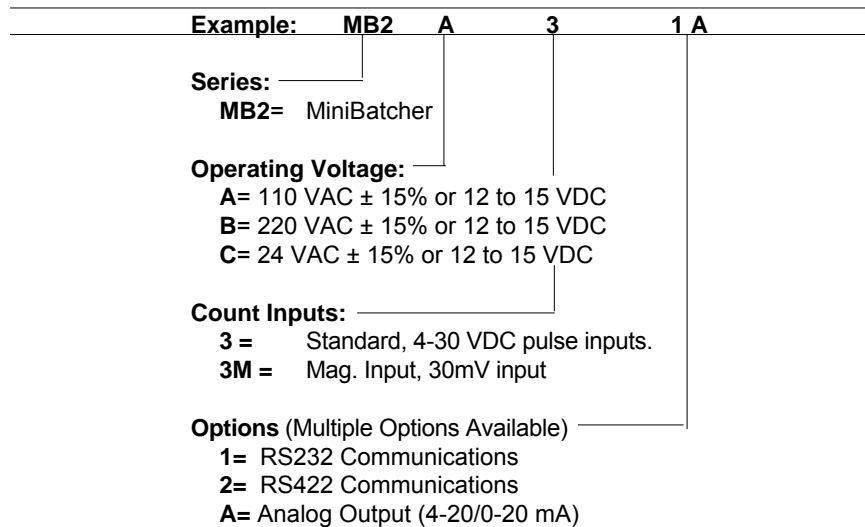 Example: MB2 A 3 1 A
Series:
MB2= MiniBatcher
Operating Voltage:
A= 110 VAC ± 15% or 12 to 15 VDC
B= 220 VAC ± 15% or 12 to 15 VDC
C= 24 VAC ± 15% or 12 to 15 VDC
Count Inputs:
3 = Standard, 4-30 VDC pulse inputs.
3M = Mag. Input, 30mV input
Options (Multiple Options Available)
1= RS232 Communications
2= RS422 Communications
A= Analog Output (4-20/0-20 mA)